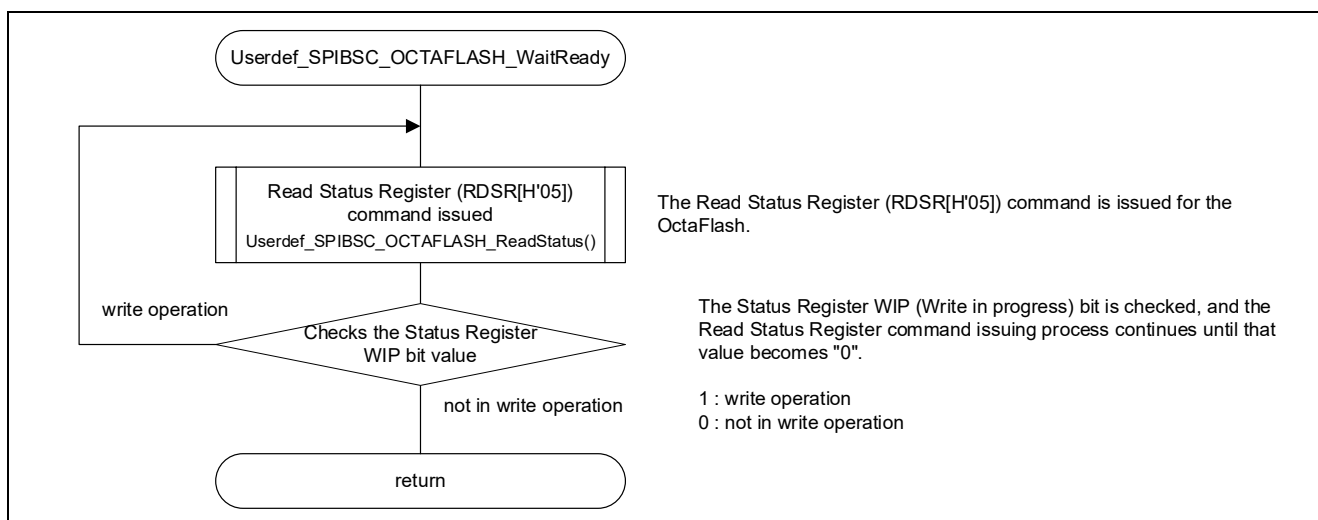 Userdef_SPIBSC_OCTAFLASH_WaitReady
Read Status Register (RDSR[H'05])
command issued
Userdef_SPIBSC_OCTAFLASH_ReadStatus()
The Read Status Register (RDSR[H'05]) command is issued for the
OctaFlash.
write operation
Checks the Status Register
WIP bit value
The Status Register WIP (Write in progress) bit is checked, and the
Read Status Register command issuing process continues until that
value becomes "0".
1 : write operation
0 : not in write operation
not in write operation
return